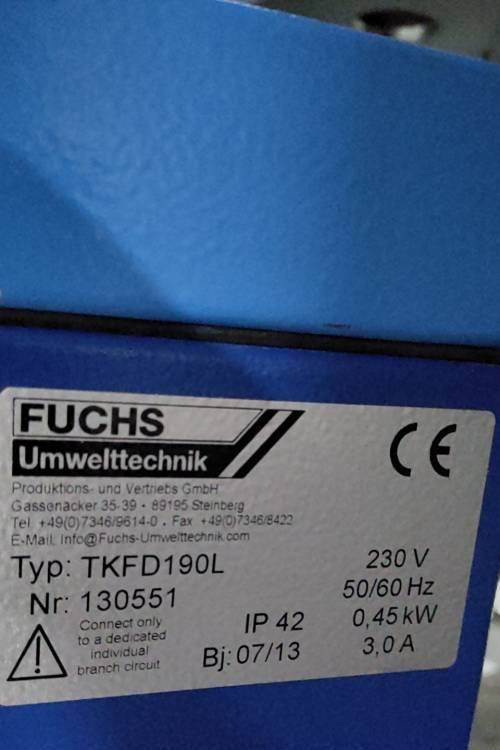 FUCHS
Umwelttechnik
CE
Produktions- und Vertriebs GmbH
Gassenäcker 35-39 • 89195 Steinberg
Tel. +49(0)7346/9614-0 • Fax +49(0)7346/8422
E-Mail. Info@Fuchs-Umwelttechnik.com
Typ: TKFD190L
230 V
Nr: 130551
50/60 Hz
Connect only
to a dedicated
individual
branch circuit
IP 42
0,45 kW
Bj: 07/13
3,0 A